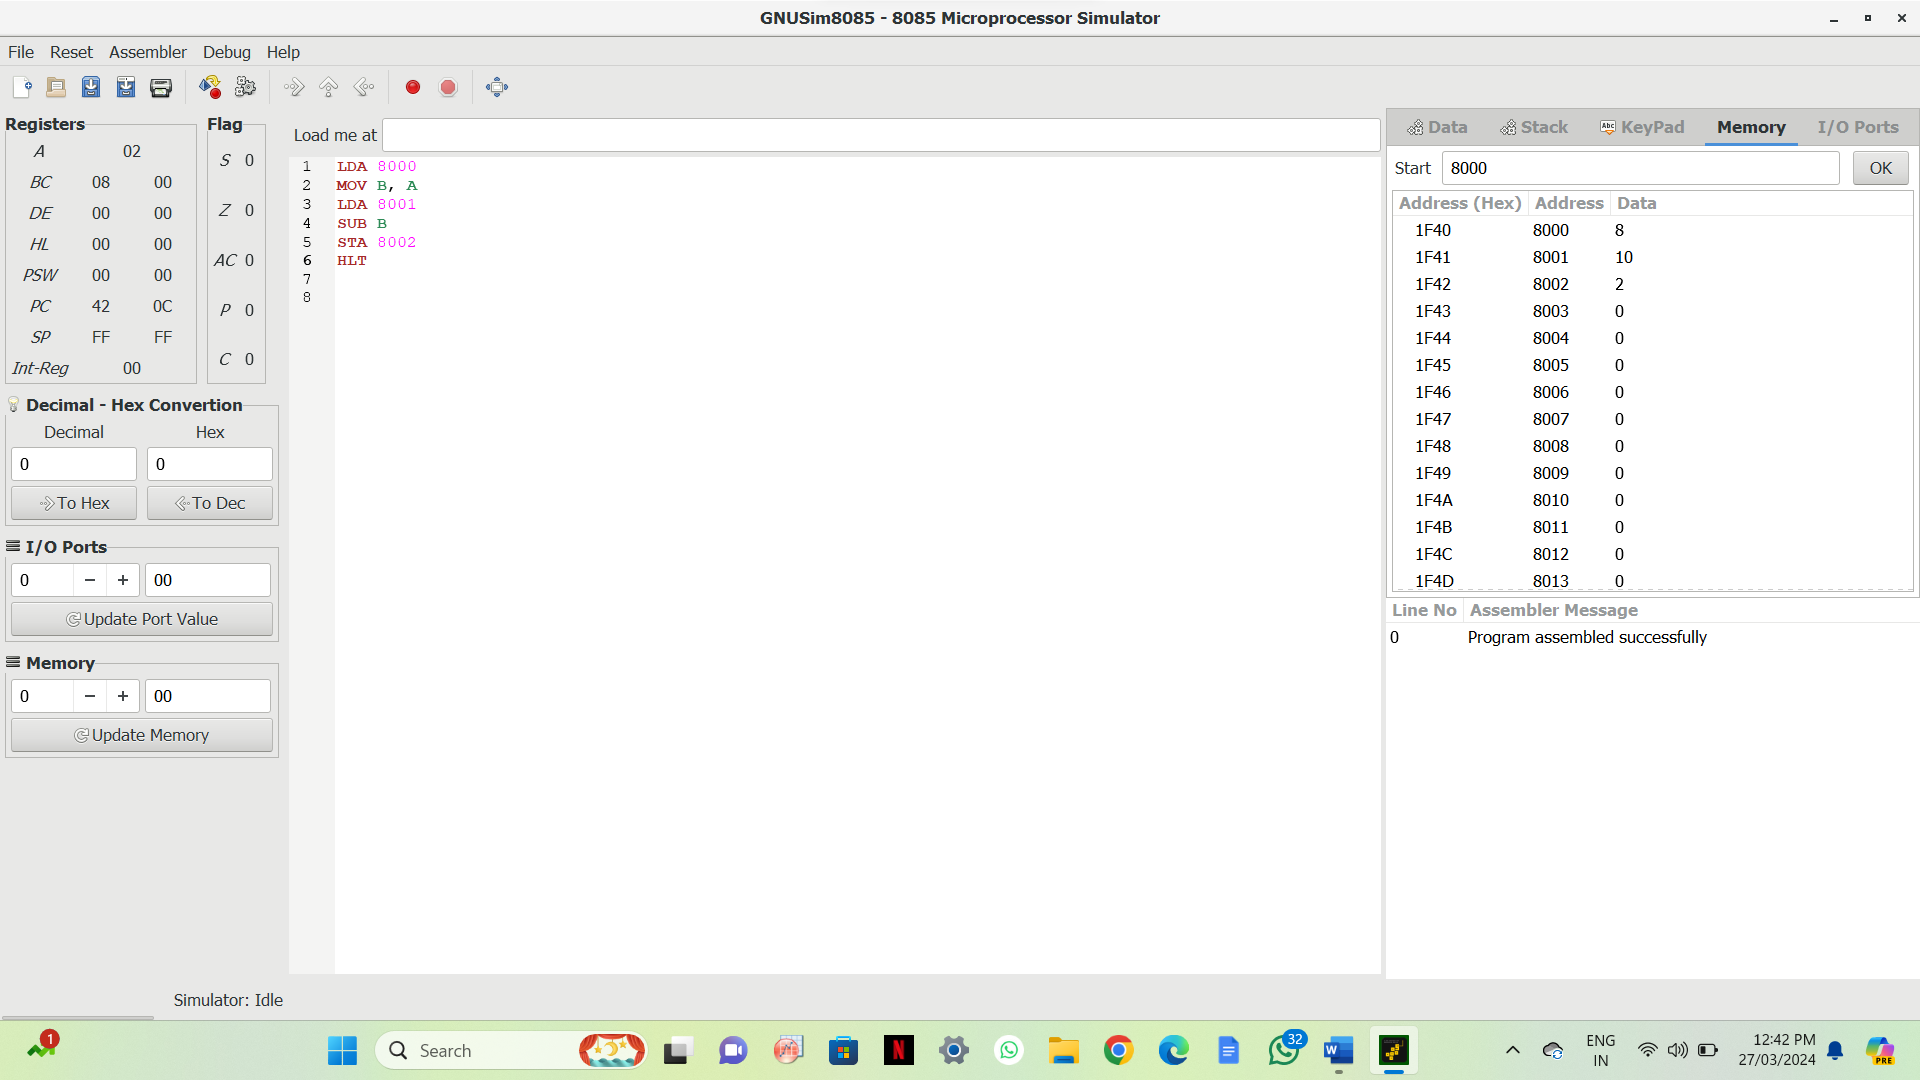 GNUSim8085 - 8085 Microprocessor Simulator
File Reset Assembler Debug Help
Registers
A 02
BC 08 00
DE 00 00
HL 00 00
PSW 00 00
PC 42 0C
SP FF FF
Int-Reg 00
Flag
S 0
Z 0
AC 0
P 0
C 0
Decimal - Hex Convertion
Decimal Hex
0 0
To Hex To Dec
I/O Ports
0 − + 00
Update Port Value
Memory
0 − + 00
Update Memory
Load me at
1 LDA 8000
2 MOV B, A
3 LDA 8001
4 SUB B
5 STA 8002
6 HLT
7
8
Data Stack Abc KeyPad Memory I/O Ports
Start 8000 OK
Address (Hex) Address Data
1F40 8000 8
1F41 8001 10
1F42 8002 2
1F43 8003 0
1F44 8004 0
1F45 8005 0
1F46 8006 0
1F47 8007 0
1F48 8008 0
1F49 8009 0
1F4A 8010 0
1F4B 8011 0
1F4C 8012 0
1F4D 8013 0
Line No Assembler Message
0 Program assembled successfully
Simulator: Idle
1
Search
N
32
W
ENG
IN
12:42 PM
27/03/2024
PRE